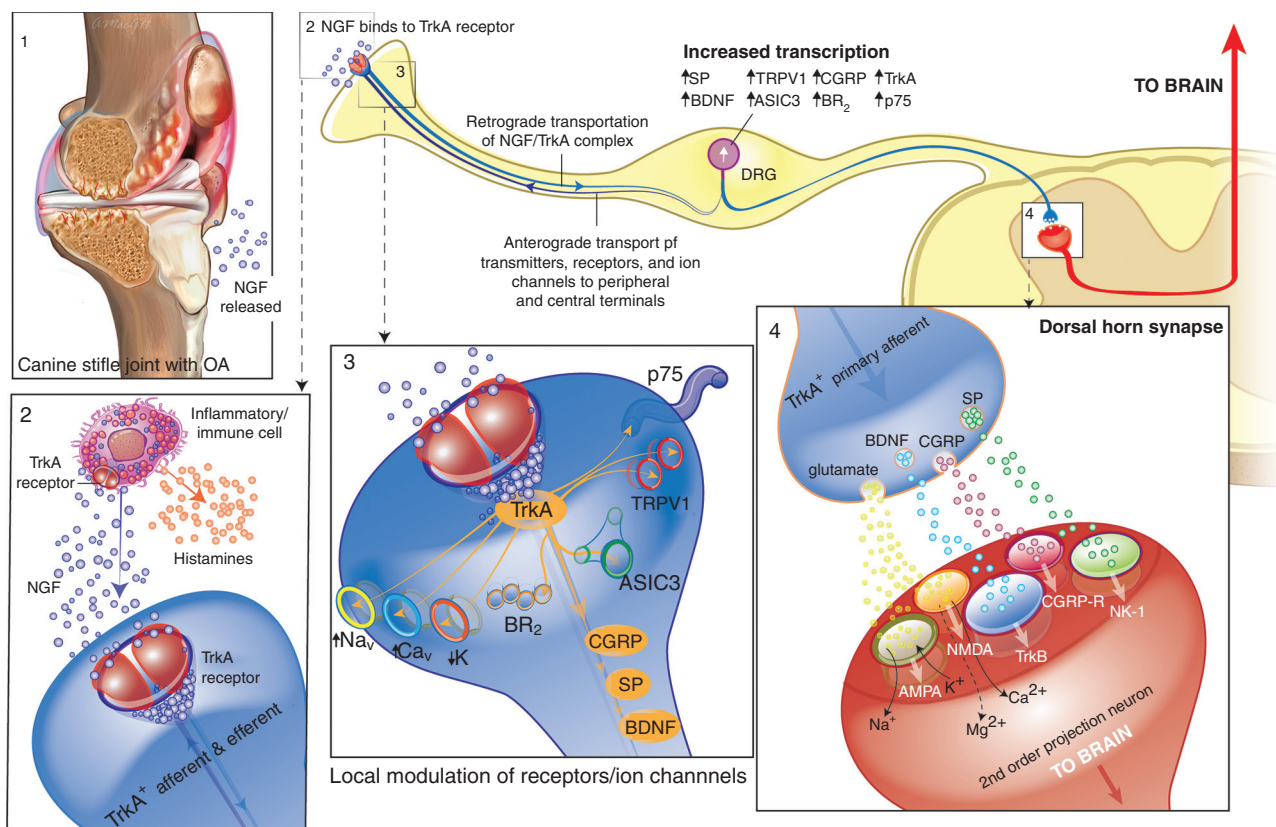 1
NGF
released
Canine stifle joint with OA
2 NGF binds to TrkA receptor
3
Retrograde transportation
of NGF/TrkA complex
Anterograde transport pf
transmitters, receptors, and ion
channels to peripheral
and central terminals
Increased transcription
↑SP ↑TRPV1 ↑CGRP ↑TrkA
↑BDNF ↑ASIC3 ↑BR₂ ↑p75
↑
DRG
TO BRAIN
4
2
Inflammatory/
immune cell
TrkA
receptor
Histamines
NGF
TrkA
receptor
TrkA⁺ afferent & efferent
3
p75
TRPV1
TrkA
ASIC3
BR₂
↑Naᵥ
↑Caᵥ
↓K
CGRP
SP
BDNF
Local modulation of receptors/ion channnels
4
Dorsal horn synapse
TrkA⁺ primary afferent
SP
BDNF
CGRP
glutamate
CGRP-R
NK-1
NMDA
TrkB
AMPA
K⁺
Na⁺
Ca²⁺
Mg²⁺
2nd order projection neuron
TO BRAIN